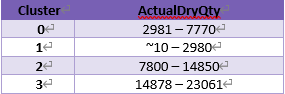 Cluster ActualDryQty
0 2981 – 7770
1 ~10 – 2980
2 7800 – 14850
3 14878 – 23061